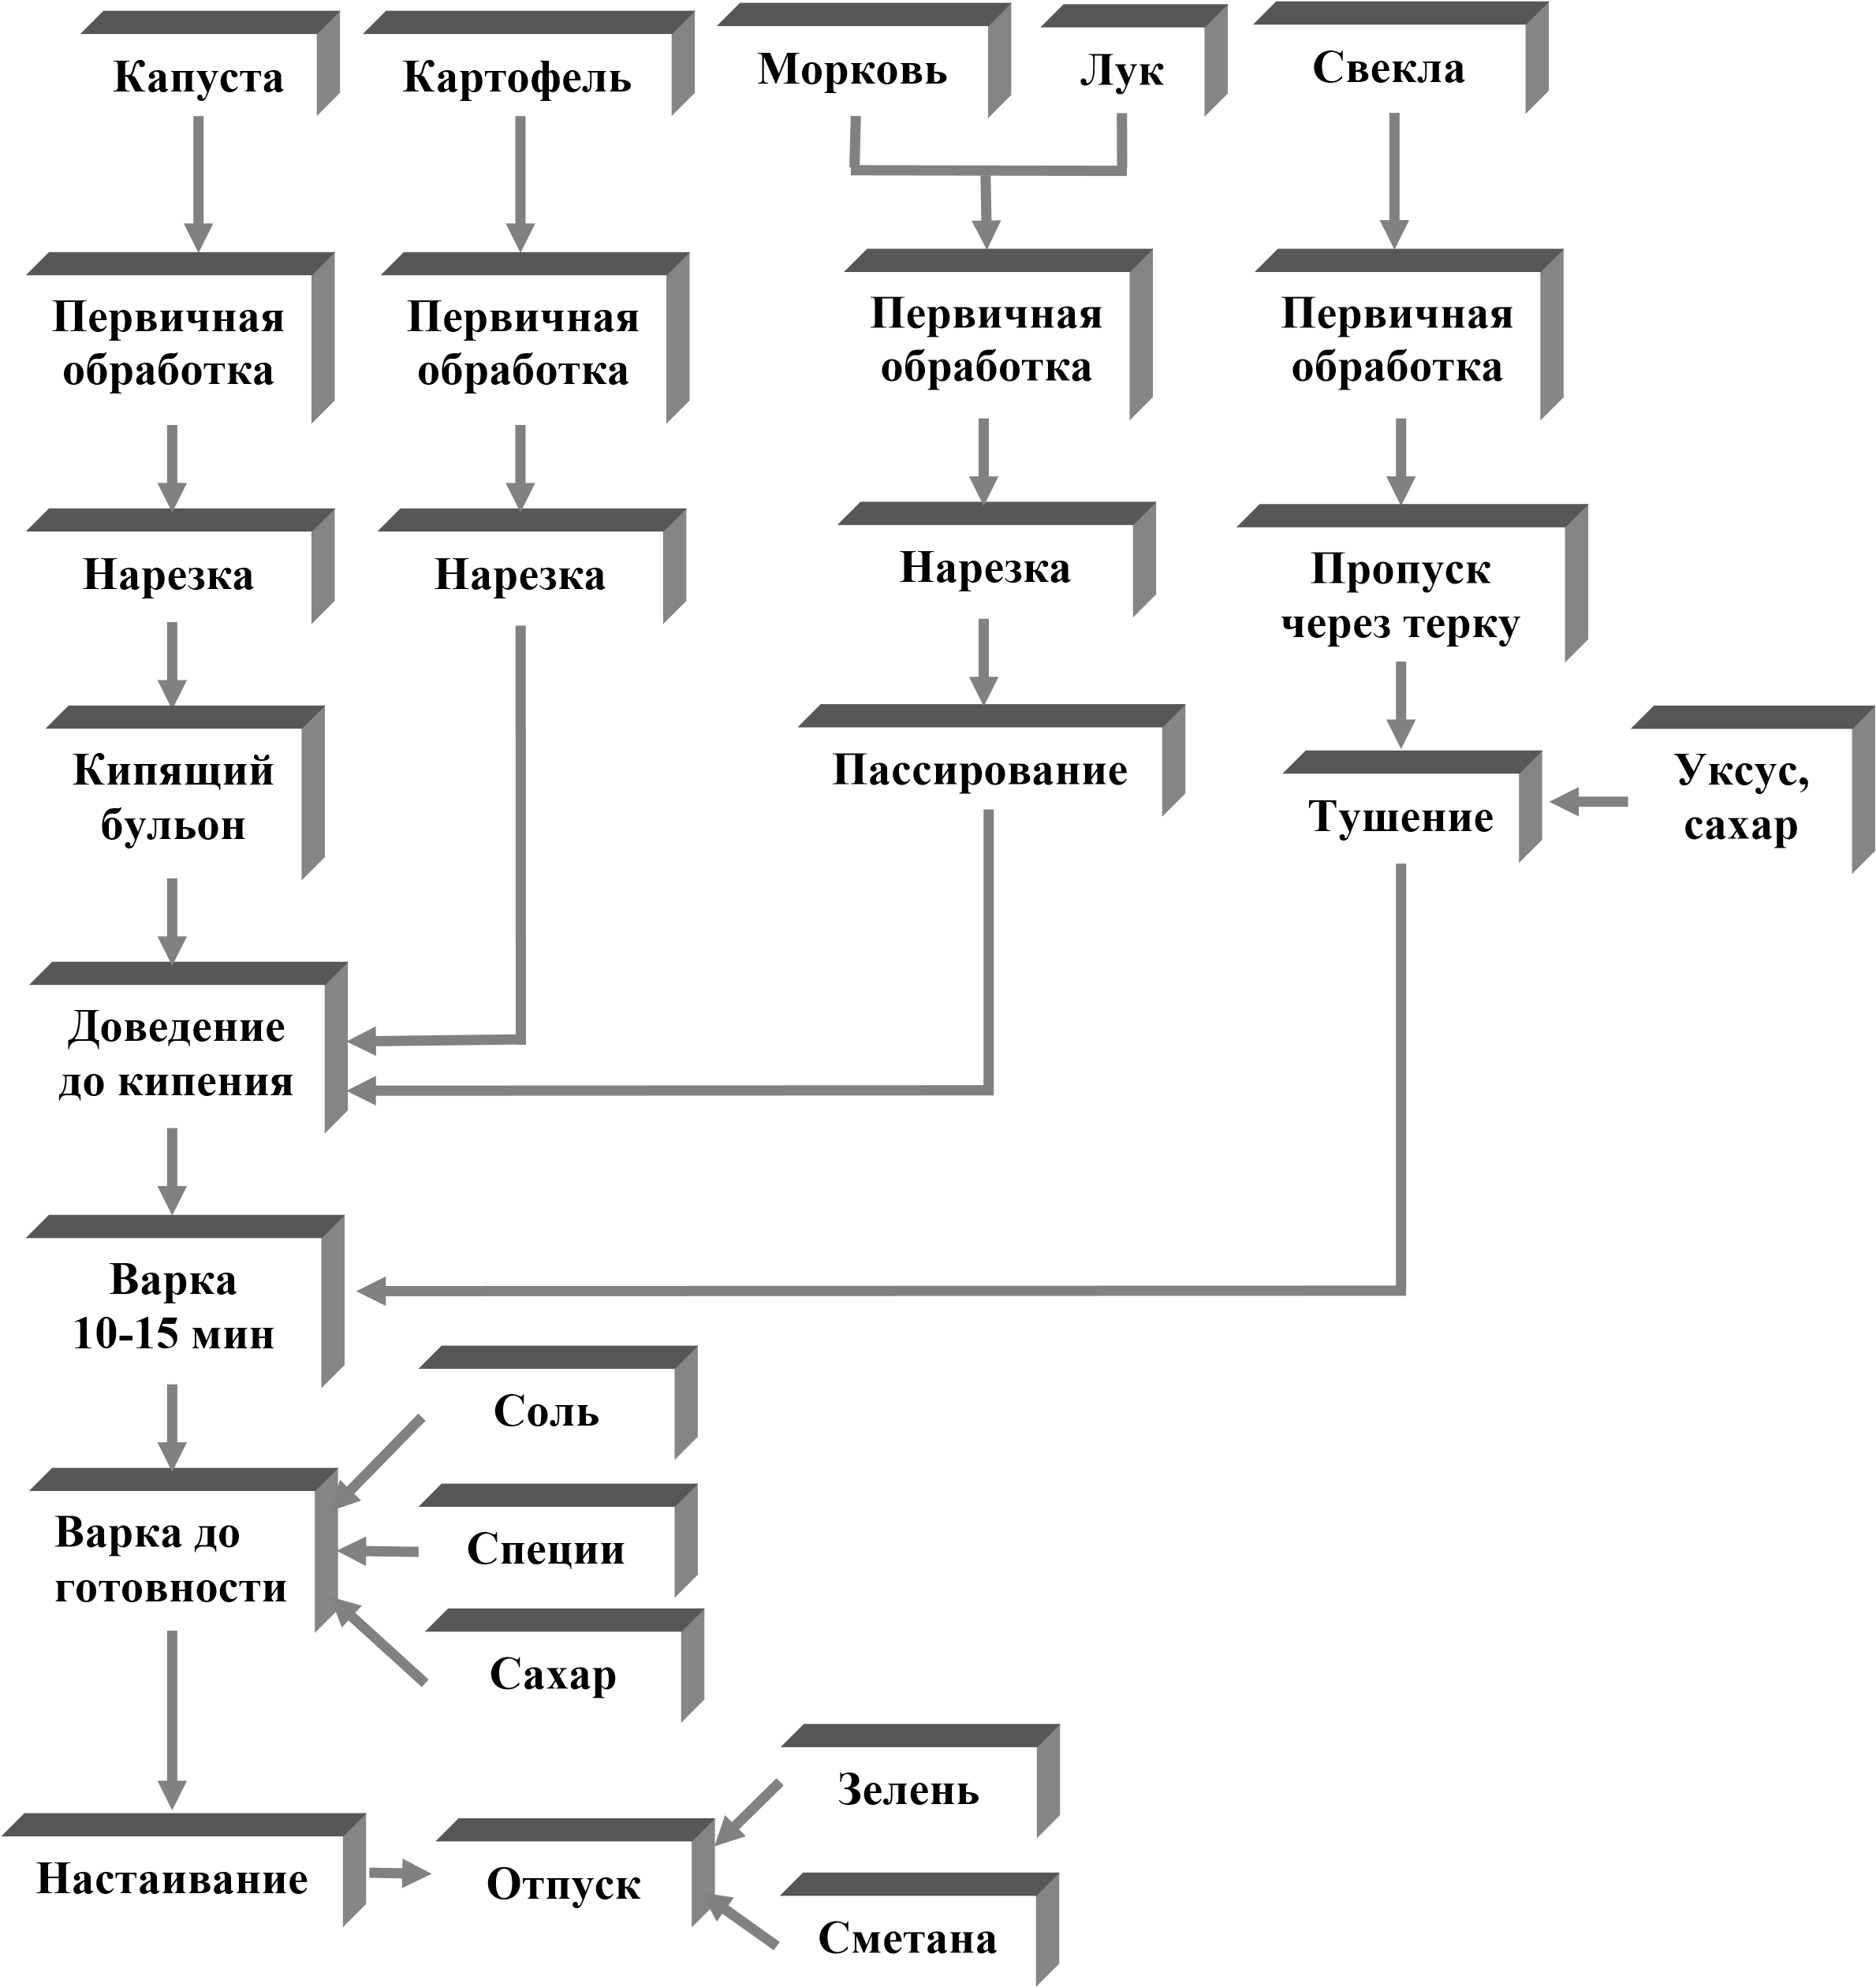 Капуста
Картофель
Морковь
Лук
Свекла
Первичная
обработка
Первичная
обработка
Первичная
обработка
Первичная
обработка
Нарезка
Нарезка
Нарезка
Пропуск
через терку
Кипящий
бульон
Пассирование
Тушение
Уксус,
сахар
Доведение
до кипения
Варка
10-15 мин
Соль
Варка до
готовности
Специи
Сахар
Зелень
Настаивание
Отпуск
Сметана